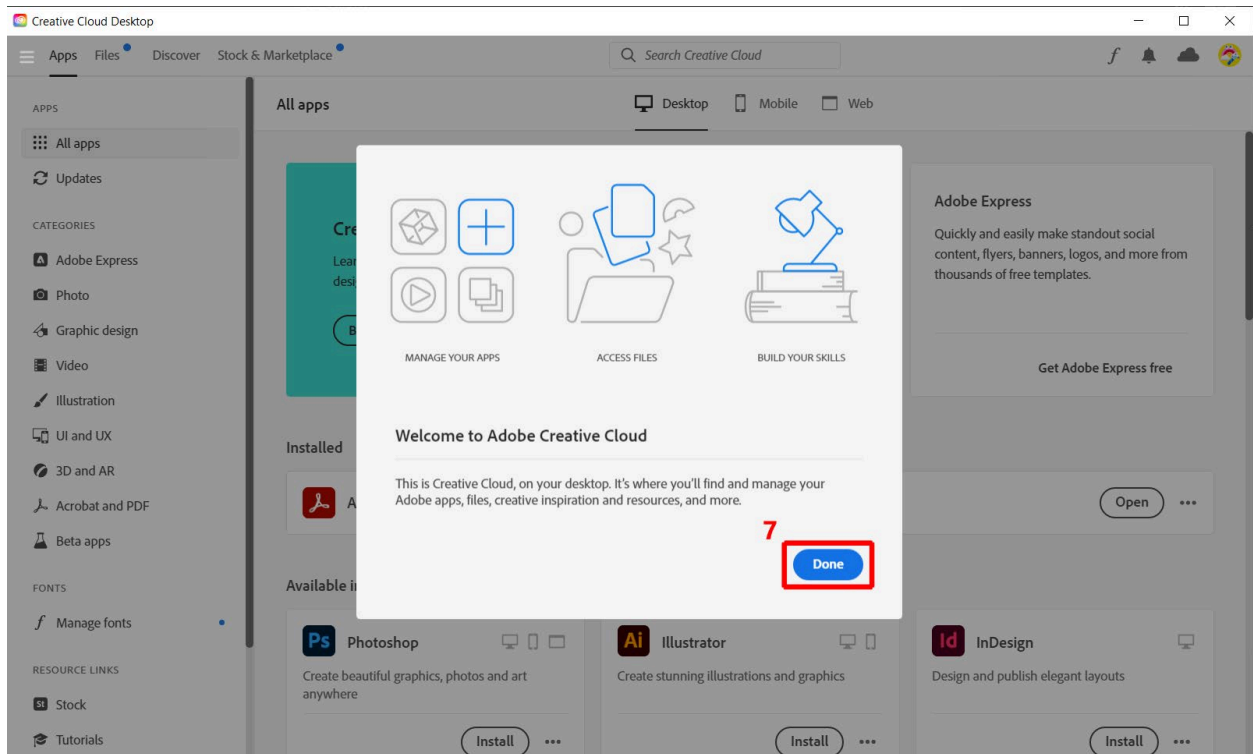 Creative Cloud Desktop
Apps Files Discover Stock & Marketplace Search Creative Cloud
APPS
All apps
Updates
CATEGORIES
Adobe Express
Photo
Graphic design
Video
Illustration
UI and UX
3D and AR
Acrobat and PDF
Beta apps
FONTS
Manage fonts
RESOURCE LINKS
St Stock
Tutorials
All apps
Desktop Mobile Web
Cre
Lear
desi
B
Adobe Express
Quickly and easily make standout social
content, flyers, banners, logos, and more from
thousands of free templates.
Get Adobe Express free
MANAGE YOUR APPS ACCESS FILES BUILD YOUR SKILLS
Welcome to Adobe Creative Cloud
This is Creative Cloud, on your desktop. It's where you'll find and manage your
Adobe apps, files, creative inspiration and resources, and more.
7
Done
Installed
A
Open
Available i
Ps Photoshop
Create beautiful graphics, photos and art
anywhere
Install
Ai Illustrator
Create stunning illustrations and graphics
Install
Id InDesign
Design and publish elegant layouts
Install